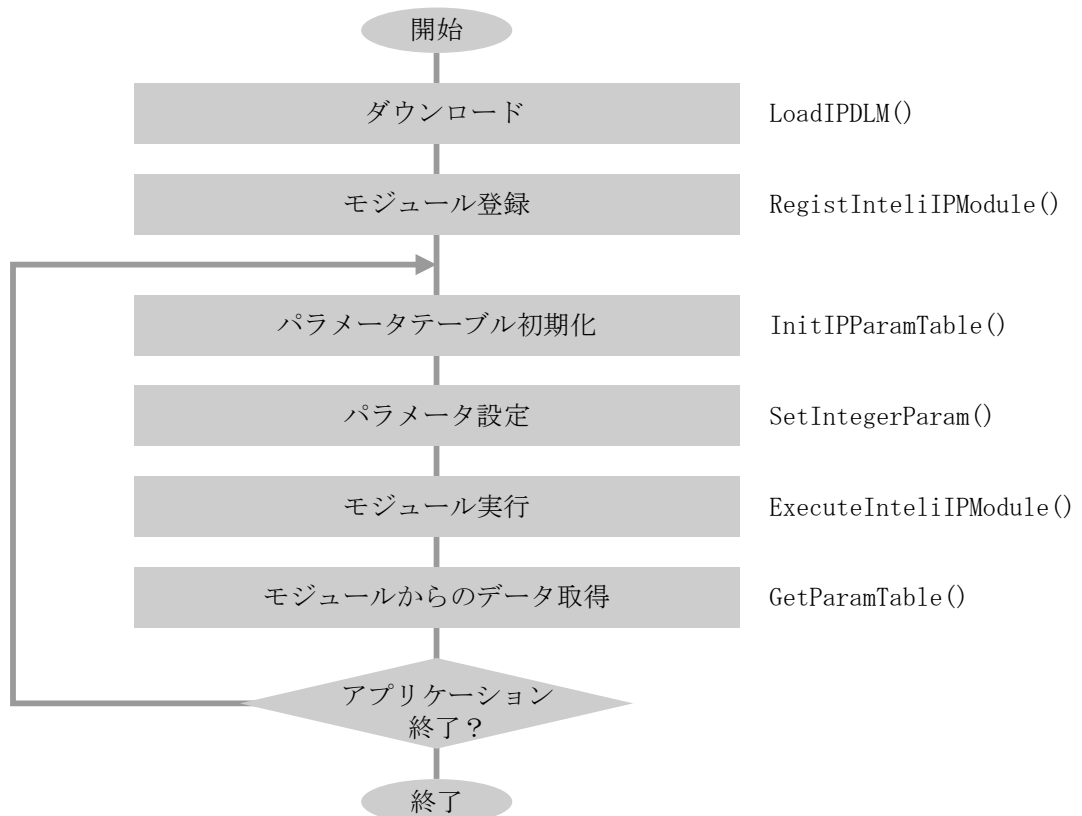 開始
ダウンロード
LoadIPDLM()
モジュール登録
RegistInteliIPModule()
パラメータテーブル初期化
InitIPParamTable()
パラメータ設定
SetIntegerParam()
モジュール実行
ExecuteInteliIPModule()
モジュールからのデータ取得
GetParamTable()
アプリケーション
終了？
終了